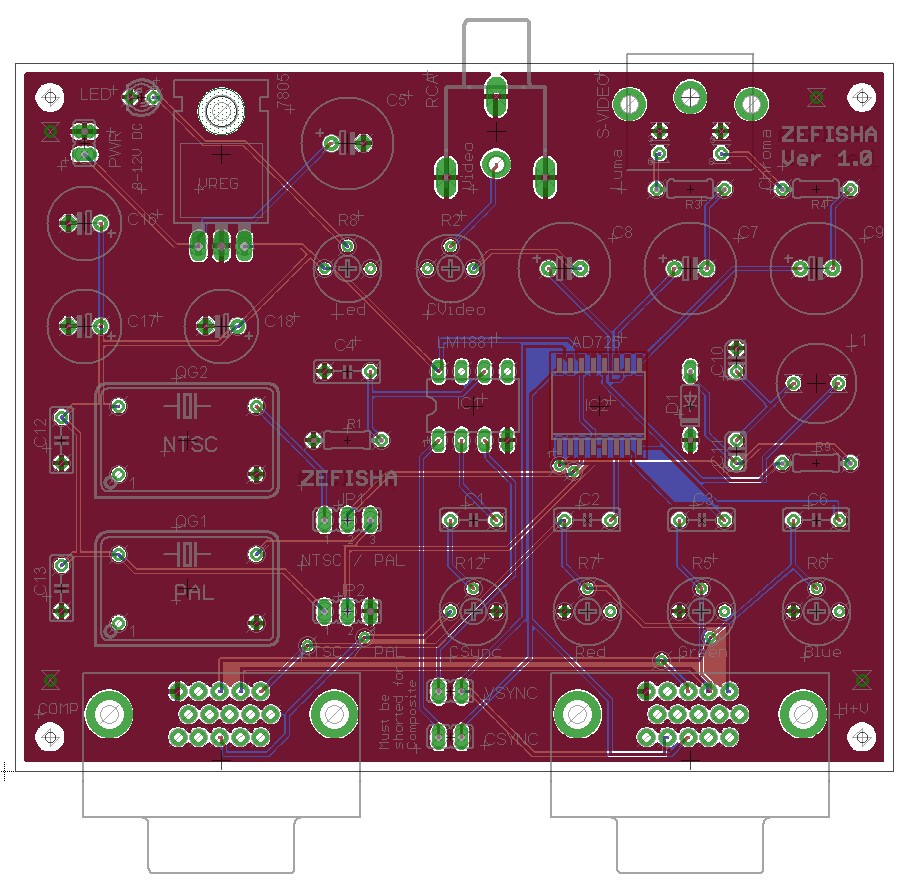 LED
7805
C5
RCA
S-VIDEO
ZEFISHA
Ver 1.0
PWR
8-12V DC
VREG
Video
Luma
Chroma
R3
R4
C16
R8
R2
C8
C7
C9
Led
CVideo
C17
C18
LM1881
AD725
C4
C10
L1
QG2
IC1
IC2
D1
NTSC
R1
C12
1
R9
ZEFISHA
JP1
C1
C2
C3
C6
QG1
NTSC / PAL
R12
R7
R5
R6
C13
PAL
JP2
1
NTSC
PAL
CSync
Red
Green
Blue
COMP
Must be
shorted for
Composite
VSYNC
CSYNC
H+V